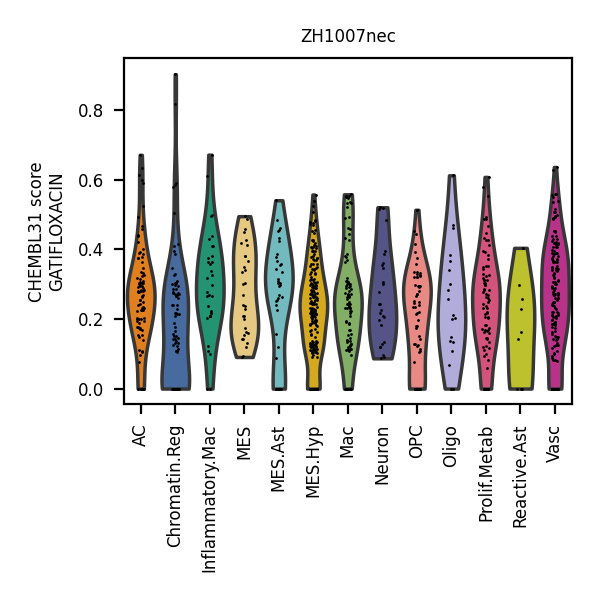 ZH1007nec
CHEMBL31 score
GATIFLOXACIN
0.8
0.6
0.4
0.2
0.0
AC
Chromatin.Reg
Inflammatory.Mac
MES
MES.Ast
MES.Hyp
Mac
Neuron
OPC
Oligo
Prolif.Metab
Reactive.Ast
Vasc